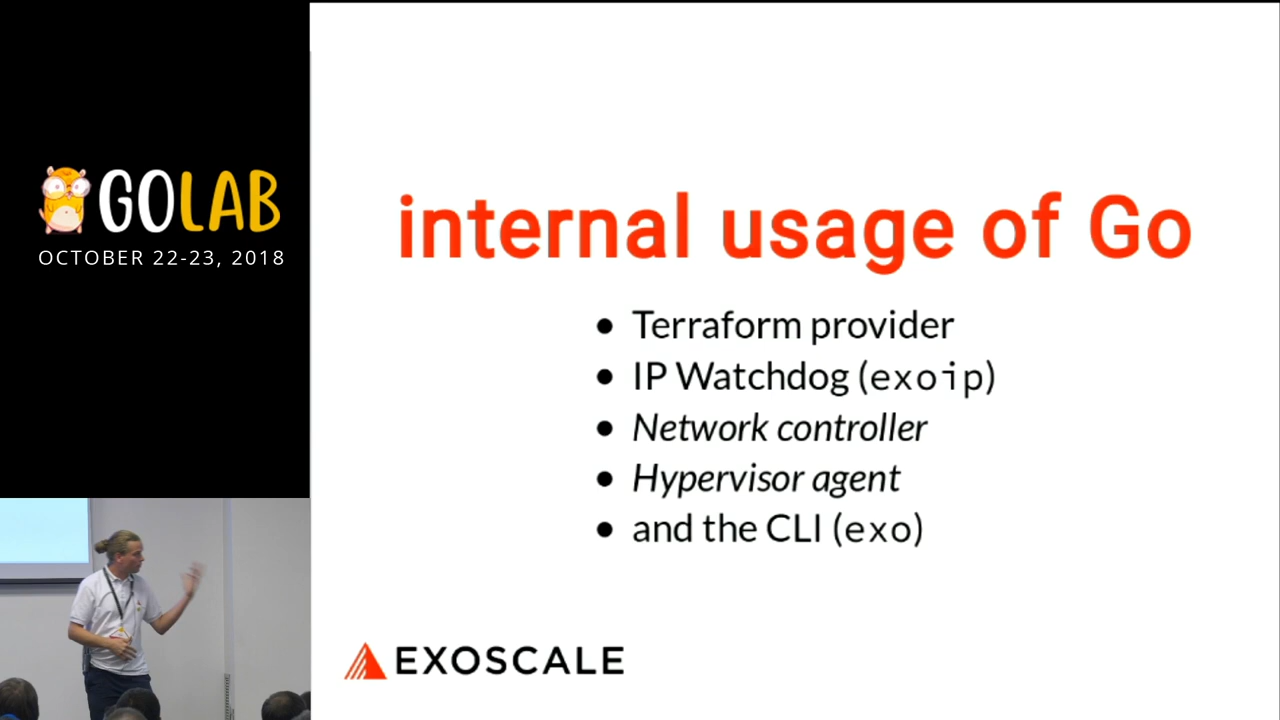 GOLAB
OCTOBER 22-23, 2018
internal usage of Go
• Terraform provider
• IP Watchdog (exoip)
• Network controller
• Hypervisor agent
• and the CLI (exo)
EXOSCALE